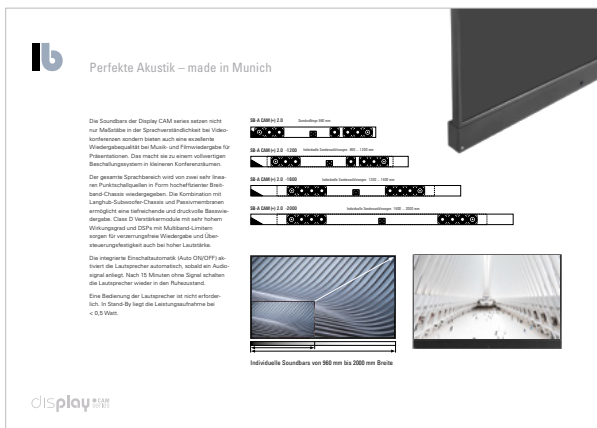 lb
Perfekte Akustik – made in Munich
Die Soundbars der Display CAM series setzen nicht
nur Maßstäbe in der Sprachverständlichkeit bei Video-
konferenzen sondern bieten auch eine exzellente
Wiedergabequalität bei Musik- und Filmwiedergabe für
Präsentationen. Das macht sie zu einem vollwertigen
Beschallungssystem in kleineren Konferenzräumen.
Der gesamte Sprachbereich wird von zwei sehr linea-
ren Punktschallquellen in Form hocheffizienter Breit-
band-Chassis wiedergegeben. Die Kombination mit
Langhub-Subwoofer-Chassis und Passivmembranen
ermöglicht eine tiefreichende und druckvolle Basswie-
dergabe. Class D Verstärkermodule mit sehr hohem
Wirkungsgrad und DSPs mit Multiband-Limitern
sorgen für verzerrungsfreie Wiedergabe und Über-
steuerungsfestigkeit auch bei hoher Lautstärke.
Die integrierte Einschaltautomatik (Auto ON/OFF) ak-
tiviert die Lautsprecher automatisch, sobald ein Audio-
signal anliegt. Nach 15 Minuten ohne Signal schalten
die Lautsprecher wieder in den Ruhezustand.
Eine Bedienung der Lautsprecher ist nicht erforder-
lich. In Stand-By liegt die Leistungsaufnahme bei
< 0,5 Watt.
SB-A CAM (+) 2.0
SB-A CAM (+) 2.0 -1200
SB-A CAM (+) 2.0 -1600
SB-A CAM (+) 2.0 -2000
Individuelle Soundbars von 960 mm bis 2000 mm Breite
display CAM